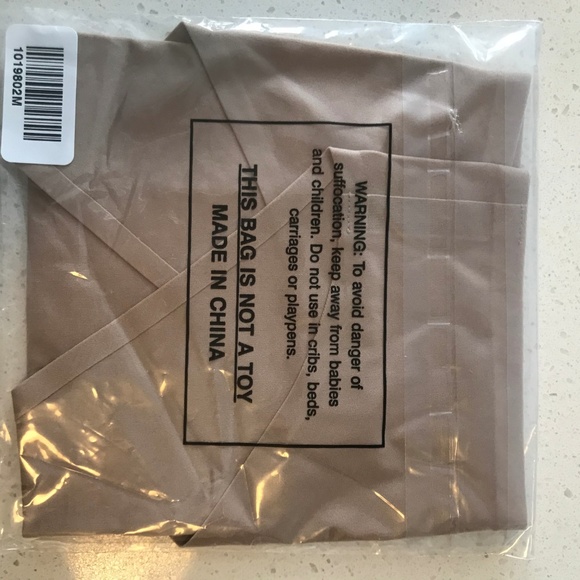 1019802M
WARNING: To avoid danger of
suffocation, keep away from babies
and children. Do not use in cribs, beds,
carriages or playpens.
THIS BAG IS NOT A TOY
MADE IN CHINA